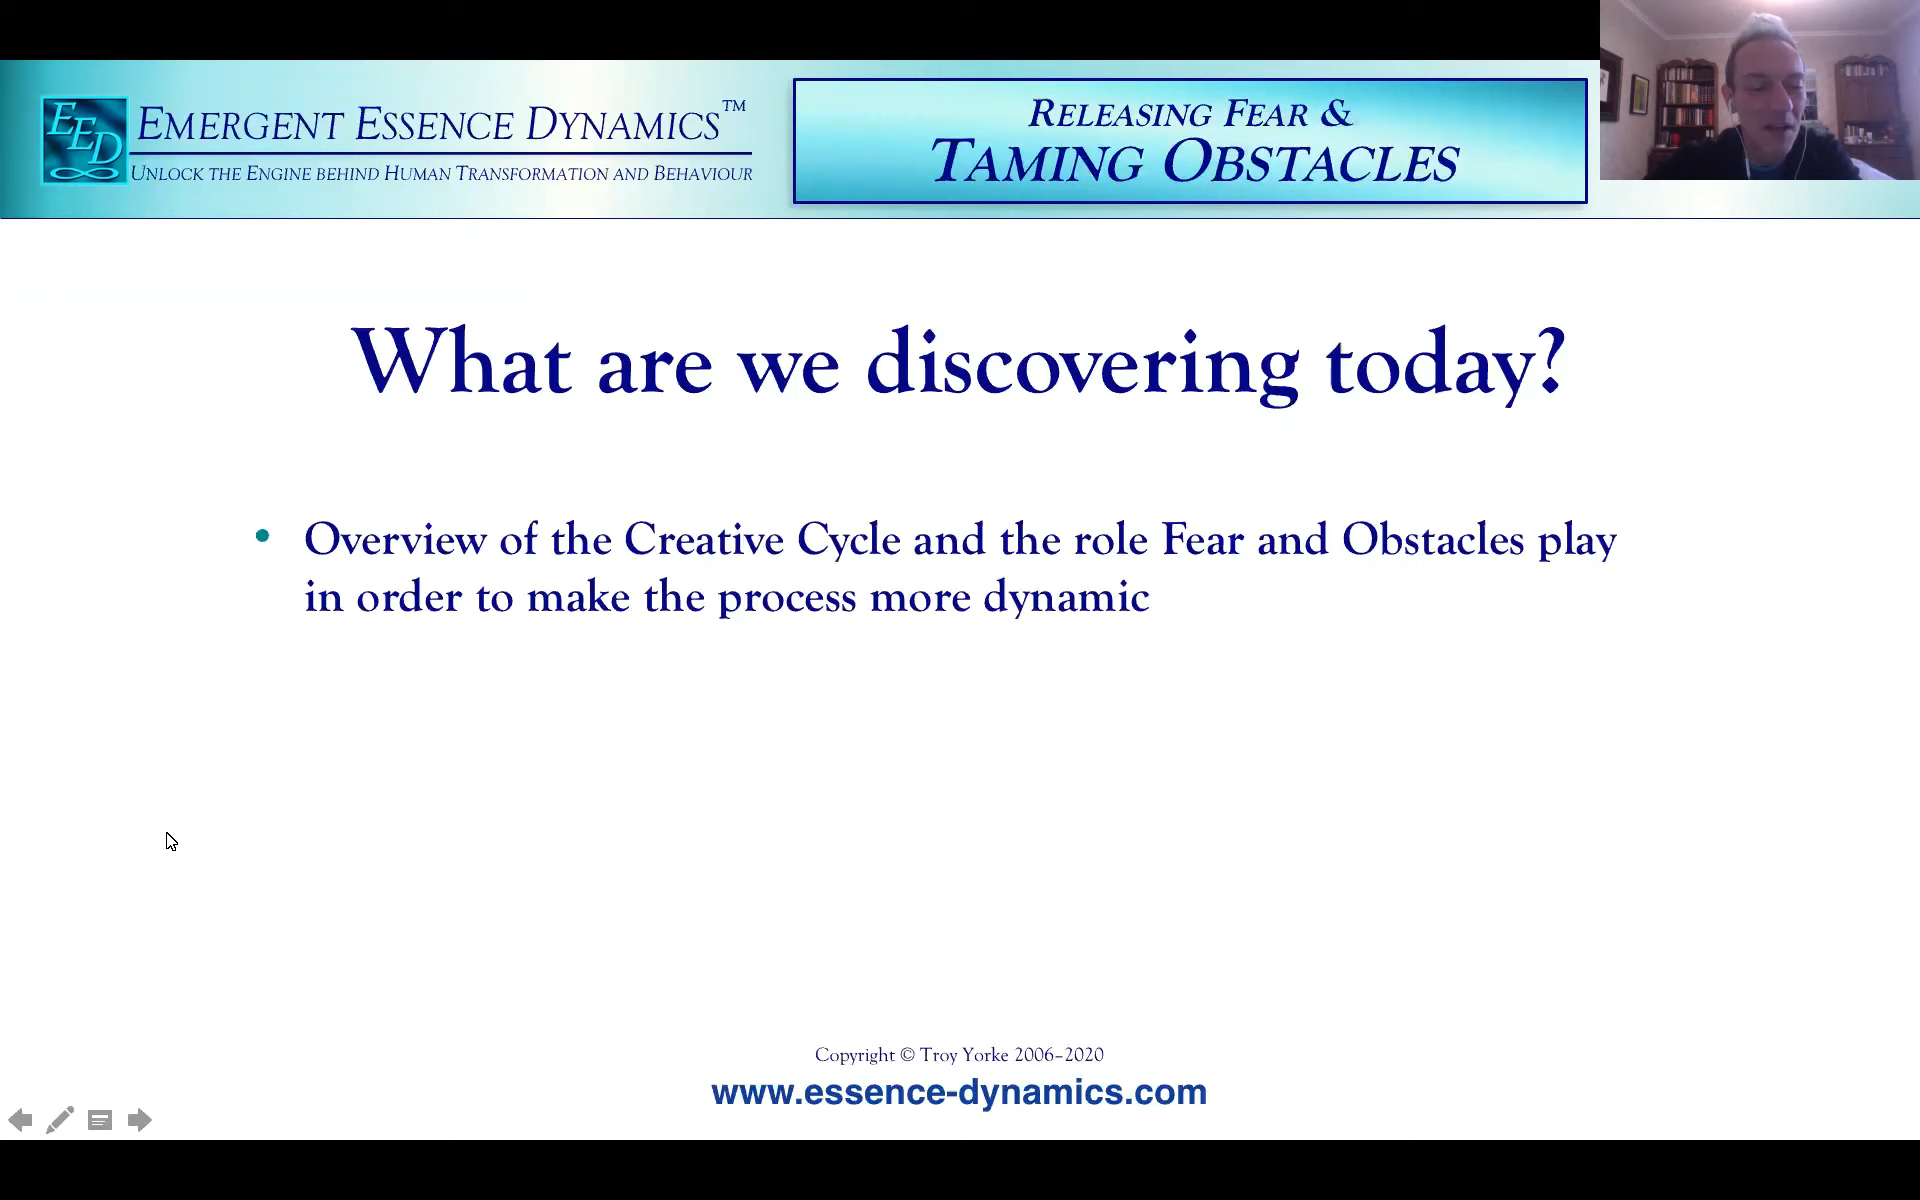 EED
EMERGENT ESSENCE DYNAMICS™
UNLOCK THE ENGINE BEHIND HUMAN TRANSFORMATION AND BEHAVIOUR
RELEASING FEAR &
TAMING OBSTACLES
What are we discovering today?
• Overview of the Creative Cycle and the role Fear and Obstacles play
in order to make the process more dynamic
Copyright © Troy Yorke 2006–2020
www.essence-dynamics.com